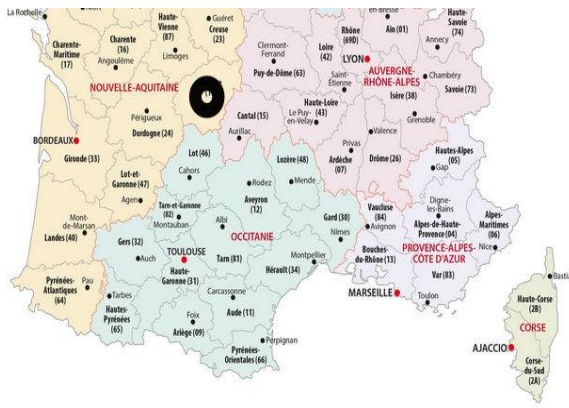 La Rochelle
Guéret
en-Bresse
Haute-
Vienne
(87)
Creuse
(23)
Rhône
(69D)
Ain (01)
Haute-
Savoie
(74)
Charente-
Maritime
(17)
Charente
(16)
Angoulême
Limoges
Clermont-
Ferrand
Loire
(42)
LYON
Annecy
Puy-de-Dôme (63)
AUVERGNE-
RHÔNE-ALPES
Chambéry
NOUVELLE-AQUITAINE
Saint-
Étienne
Isère (38)
Savoie (73)
Périgueux
Cantal (15)
Haute-Loire
(43)
Le Puy-
en-Velay
Grenoble
BORDEAUX
Dordogne (24)
Aurillac
Valence
Gironde (33)
Lot (46)
Lozère (48)
Privas
Ardèche
(07)
Drôme (26)
Hautes-Alpes
(05)
Gap
Lot-et-
Garonne (47)
Cahors
Rodez
Mende
Agen
Tarn-et-Garonne
(82)
Montauban
Aveyron
(12)
Vaucluse
(84)
Avignon
Digne-
les-Bains
Mont-
de-Marsan
Landes (40)
Albi
Gard (30)
Nîmes
Alpes-de-Haute-
Provence (04)
Alpes-
Maritimes
(06)
Gers (32)
OCCITANIE
Auch
TOULOUSE
Tarn (81)
Montpellier
Bouches-
du-Rhône (13)
PROVENCE-ALPES-
CÔTE D'AZUR
Nice
Pyrénées-
Atlantiques
(64)
Pau
Haute-
Garonne (31)
Hérault (34)
Var (83)
Bastia
Tarbes
Carcassonne
MARSEILLE
Toulon
Hautes-
Pyrénées
(65)
Foix
Ariège (09)
Aude (11)
Haute-Corse
(2B)
CORSE
Perpignan
Pyrénées-
Orientales (66)
AJACCIO
Corse-
du-Sud
(2A)